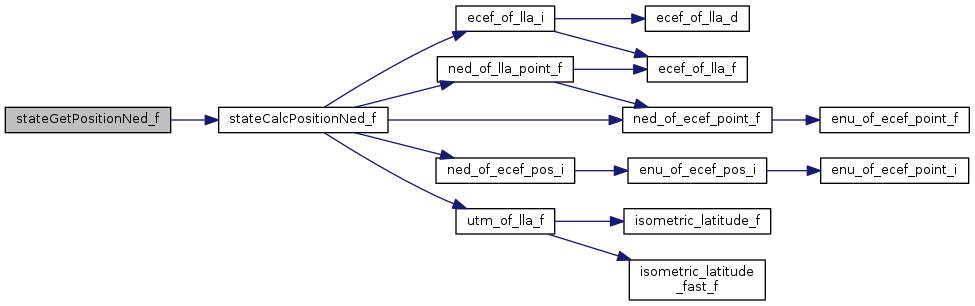 ecef_of_lla_i
ecef_of_lla_d
ned_of_lla_point_f
ecef_of_lla_f
stateGetPositionNed_f
stateCalcPositionNed_f
ned_of_ecef_point_f
enu_of_ecef_point_f
ned_of_ecef_pos_i
enu_of_ecef_pos_i
enu_of_ecef_point_i
utm_of_lla_f
isometric_latitude_f
isometric_latitude
_fast_f